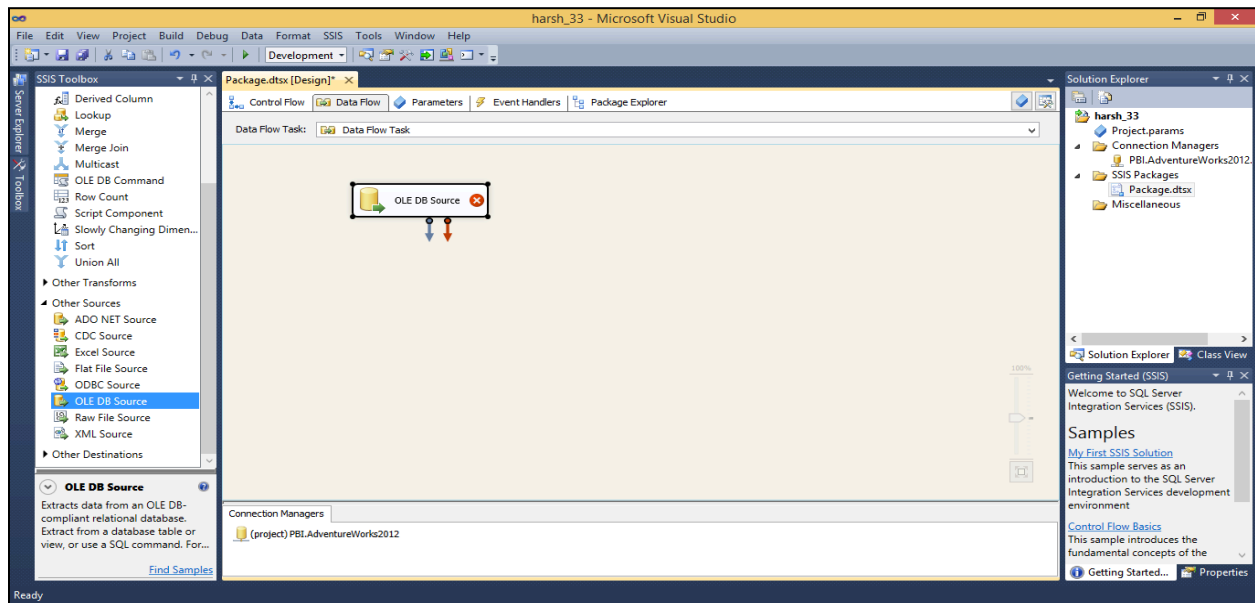 harsh_33 - Microsoft Visual Studio
File Edit View Project Build Debug Data Format SSIS Tools Window Help
Development
Server Explorer
Toolbox
SSIS Toolbox
Derived Column
Lookup
Merge
Merge Join
Multicast
OLE DB Command
Row Count
Script Component
Slowly Changing Dimen...
Sort
Union All
Other Transforms
Other Sources
ADO NET Source
CDC Source
Excel Source
Flat File Source
ODBC Source
OLE DB Source
Raw File Source
XML Source
Other Destinations
OLE DB Source
Extracts data from an OLE DB-
compliant relational database.
Extract from a database table or
view, or use a SQL command. For...
Find Samples
Package.dtsx [Design]*
Control Flow Data Flow Parameters Event Handlers Package Explorer
Data Flow Task: Data Flow Task
OLE DB Source
100%
Connection Managers
(project) PBI.AdventureWorks2012
Solution Explorer
harsh_33
Project.params
Connection Managers
PBI.AdventureWorks2012.
SSIS Packages
Package.dtsx
Miscellaneous
Solution Explorer Class View
Getting Started (SSIS)
Welcome to SQL Server
Integration Services (SSIS).
Samples
My First SSIS Solution
This sample serves as an
introduction to the SQL Server
Integration Services development
environment
Control Flow Basics
This sample introduces the
fundamental concepts of the
Getting Started... Properties
Ready